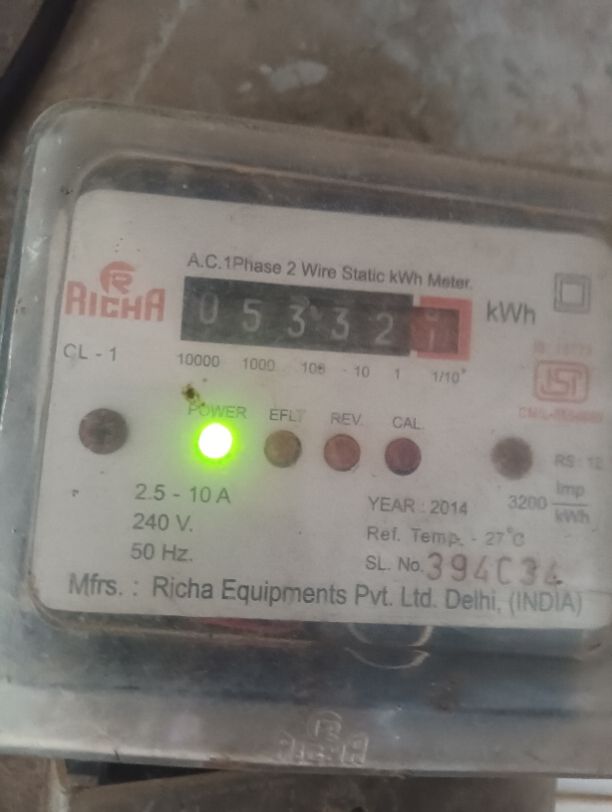 A.C.1Phase 2 Wire Static kWh Meter.
RICHA
05332 kWh
CL - 1
10000 1000 100 10 1 1/10
POWER EFLT REV. CAL.
2.5 - 10 A
240 V.
50 Hz.
YEAR : 2014
3200 Imp/kWh
Ref. Temp. - 27°C
SL. No. 394C34
Mfrs. : Richa Equipments Pvt. Ltd. Delhi, (INDIA)
RICHA